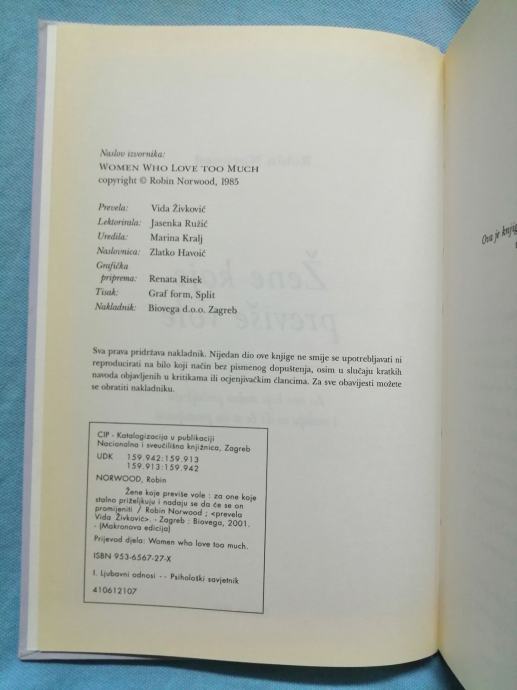 Naslov izvornika:
WOMEN WHO LOVE TOO MUCH
copyright © Robin Norwood, 1985
Prevela: Vida Živković
Lektorirala: Jasenka Ružić
Uredila: Marina Kralj
Naslovnica: Zlatko Havoić
Grafička
priprema: Renata Risek
Tisak: Graf form, Split
Nakladnik: Biovega d.o.o. Zagreb
Sva prava pridržava nakladnik. Nijedan dio ove knjige ne smije se upotrebljavati ni
reproducirati na bilo koji način bez pismenog dopuštenja, osim u slučaju kratkih
navoda objavljenih u kritikama ili ocjenjivačkim člancima. Za sve obavijesti možete
se obratiti nakladniku.
CIP - Katalogizacija u publikaciji
Nacionalna i sveučilišna knjižnica, Zagreb
UDK 159.942:159.913
159.913:159.942
NORWOOD, Robin
Žene koje previše vole : za one koje
stalno priželjkuju i nadaju se da će se on
promijeniti / Robin Norwood ; <prevela
Vida Živković>. - Zagreb : Biovega, 2001.
- (Makronova edicija)
Prijevod djela: Women who love too much.
ISBN 953-6567-27-X
I. Ljubavni odnosi - - Psihološki savjetnik
410612107
Ova je knjig